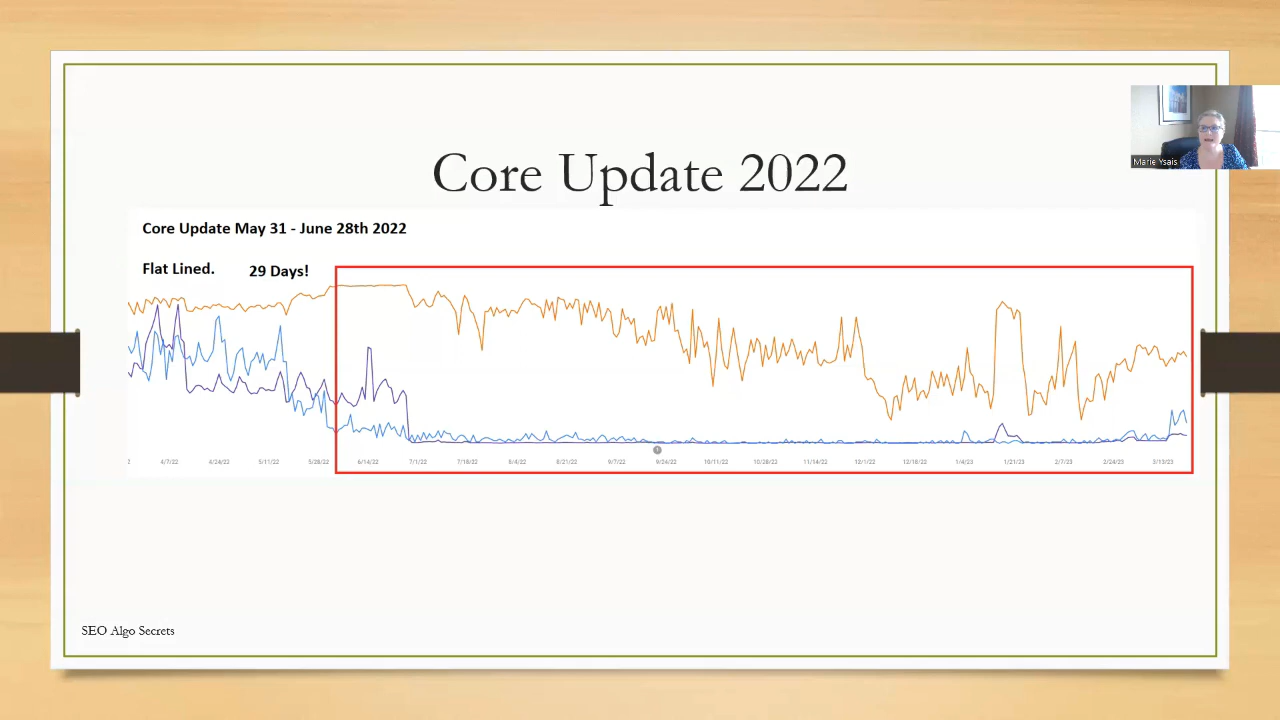 Core Update 2022
Marie Ysais
Core Update May 31 - June 28th 2022
Flat Lined. 29 Days!
2 4/7/22 4/24/22 5/11/22 5/28/22 6/14/22 7/1/22 7/18/22 8/4/22 8/21/22 9/7/22 9/24/22 10/11/22 10/28/22 11/14/22 12/1/22 12/18/22 1/4/23 1/21/23 2/7/23 2/24/23 3/13/23
SEO Algo Secrets